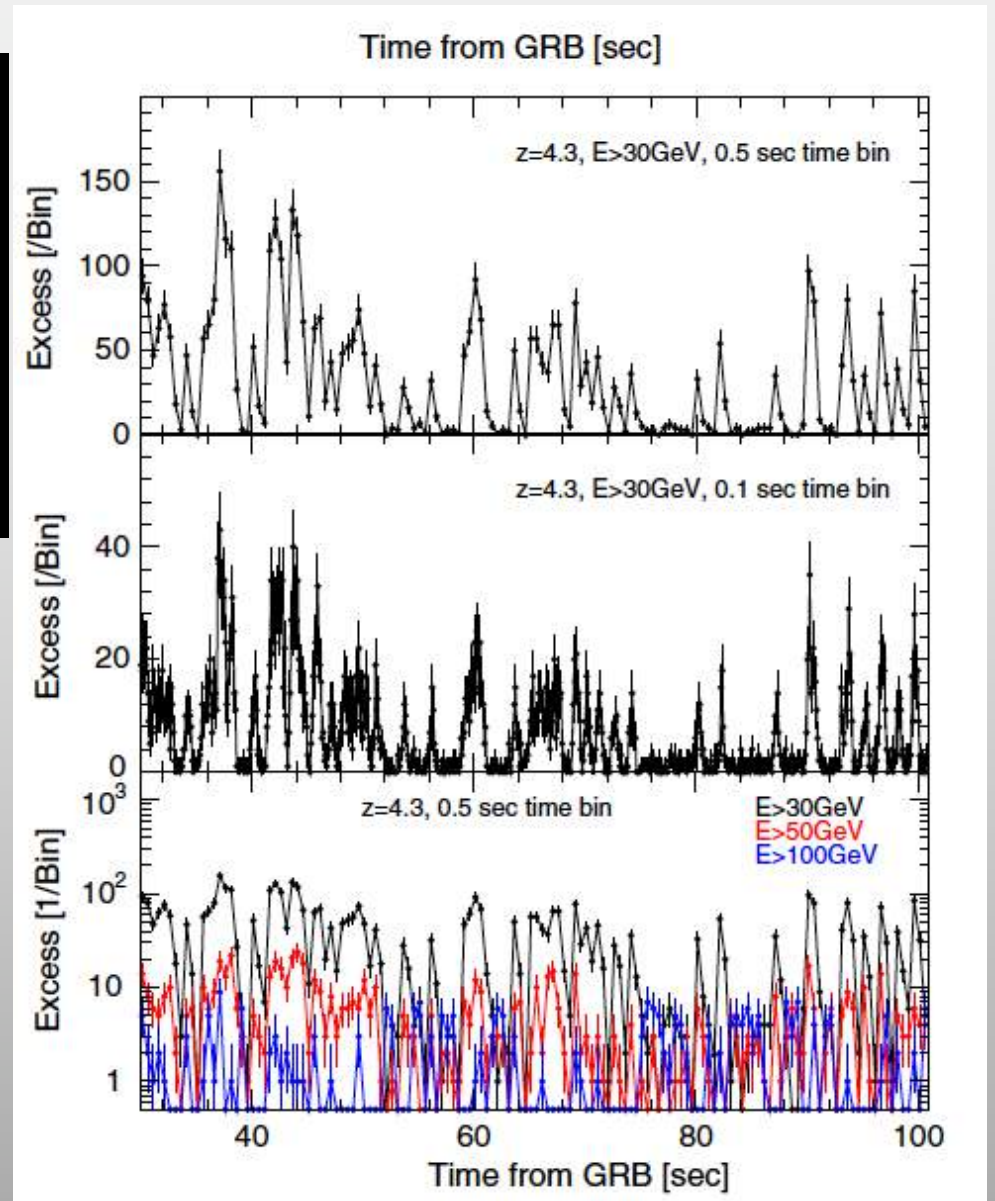 Time from GRB [sec]
z=4.3, E>30GeV, 0.5 sec time bin
Excess [/Bin]
150
100
50
0
z=4.3, E>30GeV, 0.1 sec time bin
Excess [/Bin]
40
20
0
z=4.3, 0.5 sec time bin
E>30GeV
E>50GeV
E>100GeV
Excess [1/Bin]
10³
10²
10
1
40 60 80 100
Time from GRB [sec]